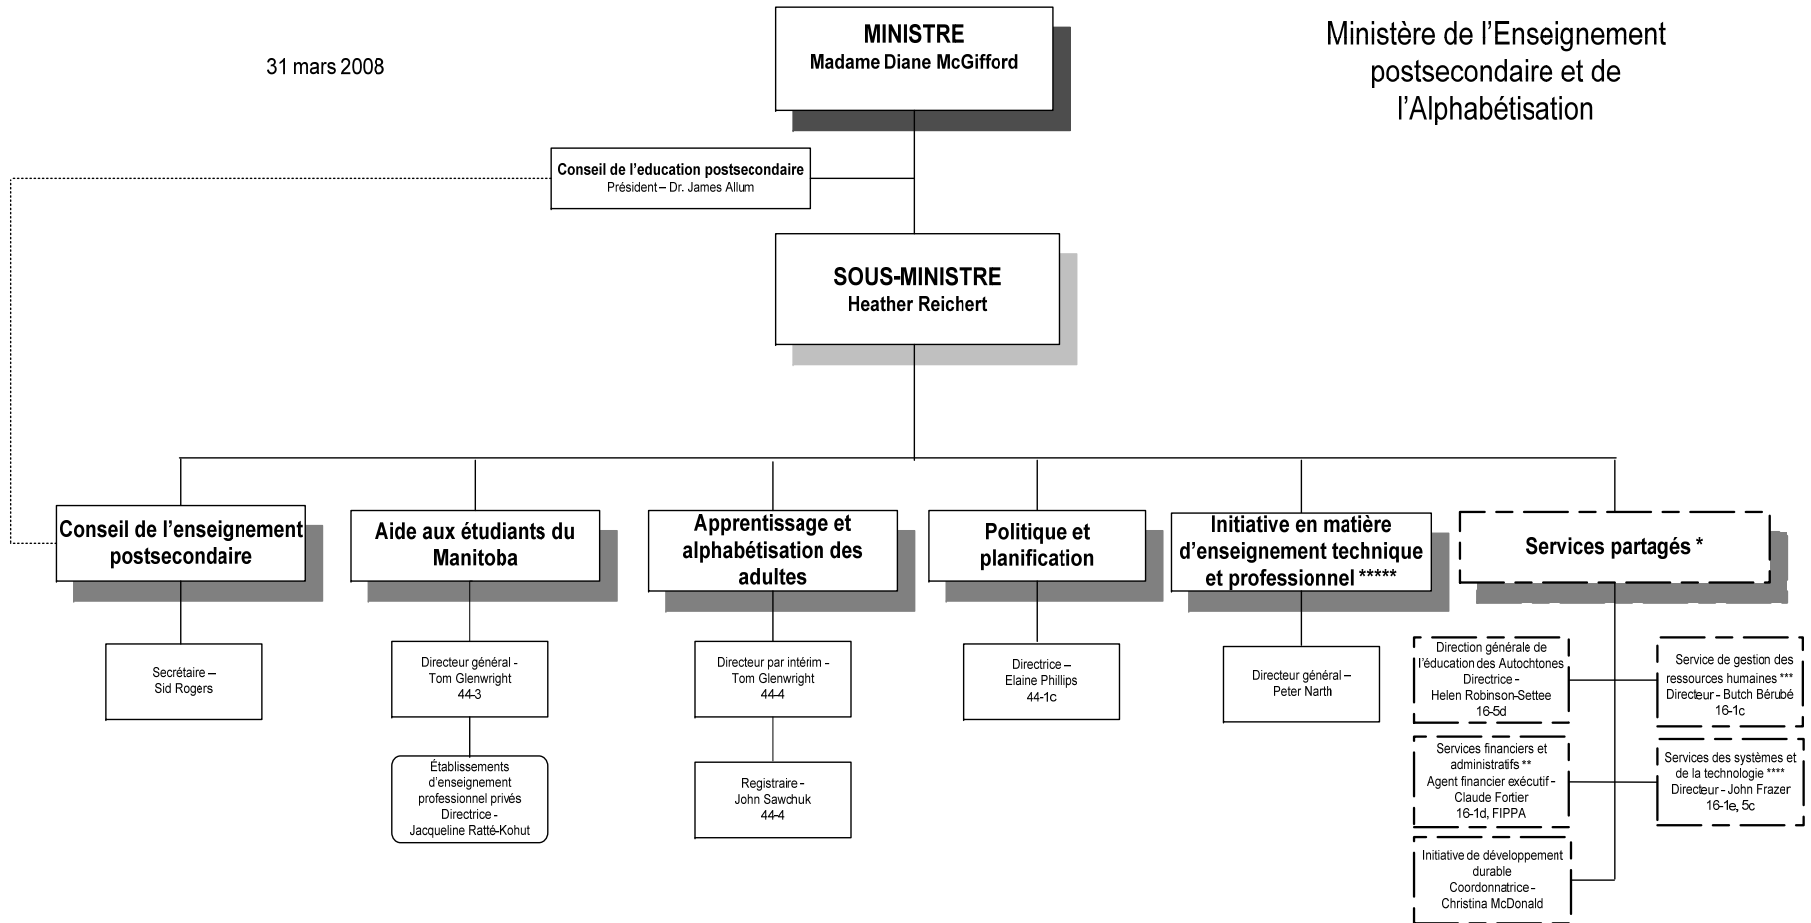 31 mars 2008
MINISTRE
Madame Diane McGifford
Ministère de l'Enseignement
postsecondaire et de
l'Alphabétisation
Conseil de l'education postsecondaire
Président – Dr. James Allum
SOUS-MINISTRE
Heather Reichert
Conseil de l'enseignement
postsecondaire
Aide aux étudiants du
Manitoba
Apprentissage et
alphabétisation des
adultes
Politique et
planification
Initiative en matière
d'enseignement technique
et professionnel *****
Services partagés *
Secrétaire –
Sid Rogers
Directeur général -
Tom Glenwright
44-3
Directeur par intérim -
Tom Glenwright
44-4
Directrice –
Elaine Phillips
44-1c
Directeur général –
Peter Narth
Direction générale de
l'éducation des Autochtones
Directrice -
Helen Robinson-Settee
16-5d
Service de gestion des
ressources humaines ***
Directeur - Butch Bérubé
16-1c
Établissements
d'enseignement
professionnel privés
Directrice -
Jacqueline Ratté-Kohut
Registraire -
John Sawchuk
44-4
Services financiers et
administratifs **
Agent financier exécutif -
Claude Fortier
16-1d, FIPPA
Services des systèmes et
de la technologie ****
Directeur - John Frazer
16-1e, 5c
Initiative de développement
durable
Coordonnatrice -
Christina McDonald